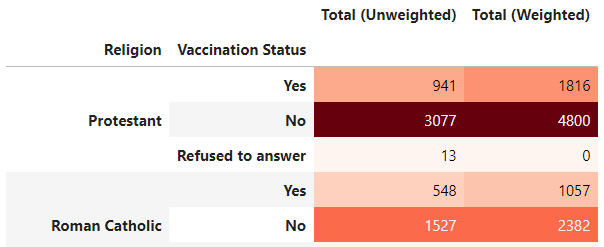 Total (Unweighted) Total (Weighted)
Religion Vaccination Status
Yes 941 1816
Protestant No 3077 4800
Refused to answer 13 0
Yes 548 1057
Roman Catholic No 1527 2382